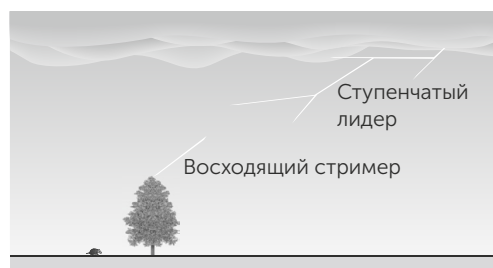 Ступенчатый
лидер
Восходящий стример